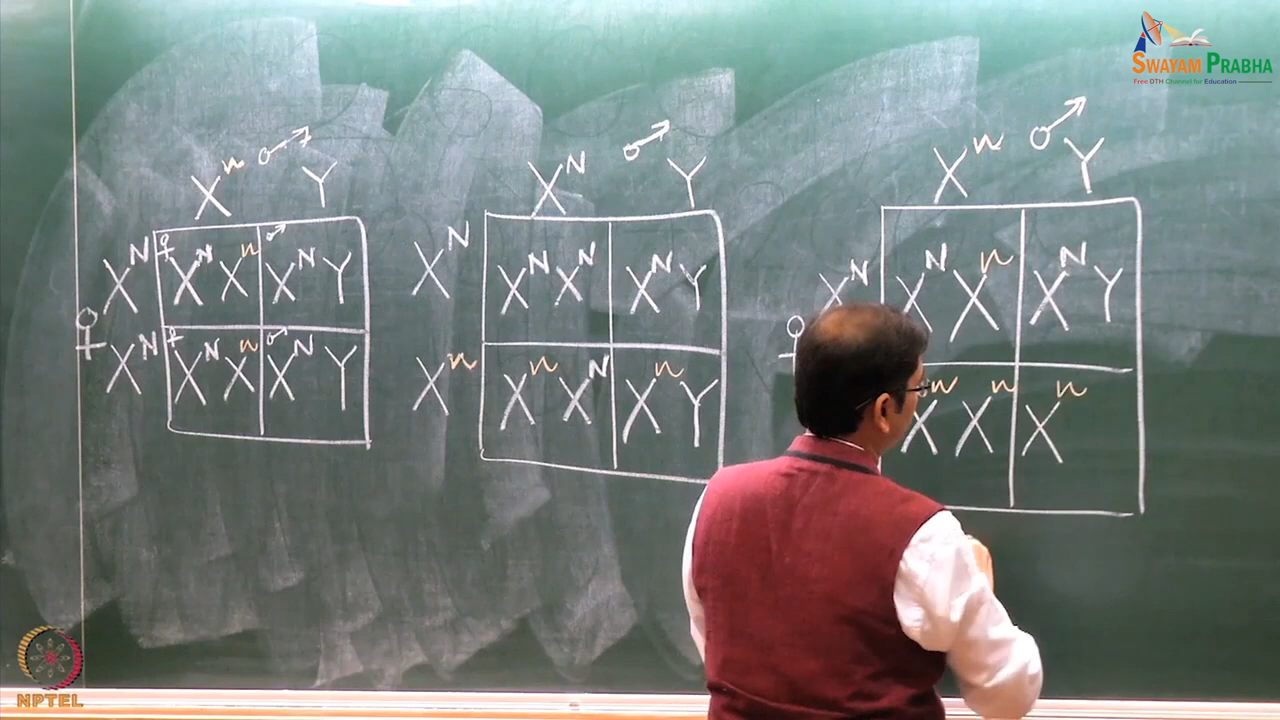 SWAYAM PRABHA
Free DTH Channel for Education
X^n ♂ Y
X^N ♀ X^N X^n ♂ X^N Y
♀ X^N ♀ X^N X^n ♂ X^N Y
X^N ♂ Y
X^N X^N X^N X^N Y
X^n X^n X^N X^n Y
X^n ♂ Y
X^N X^N X^n X^N Y
X^n X^n X^n
NPTEL